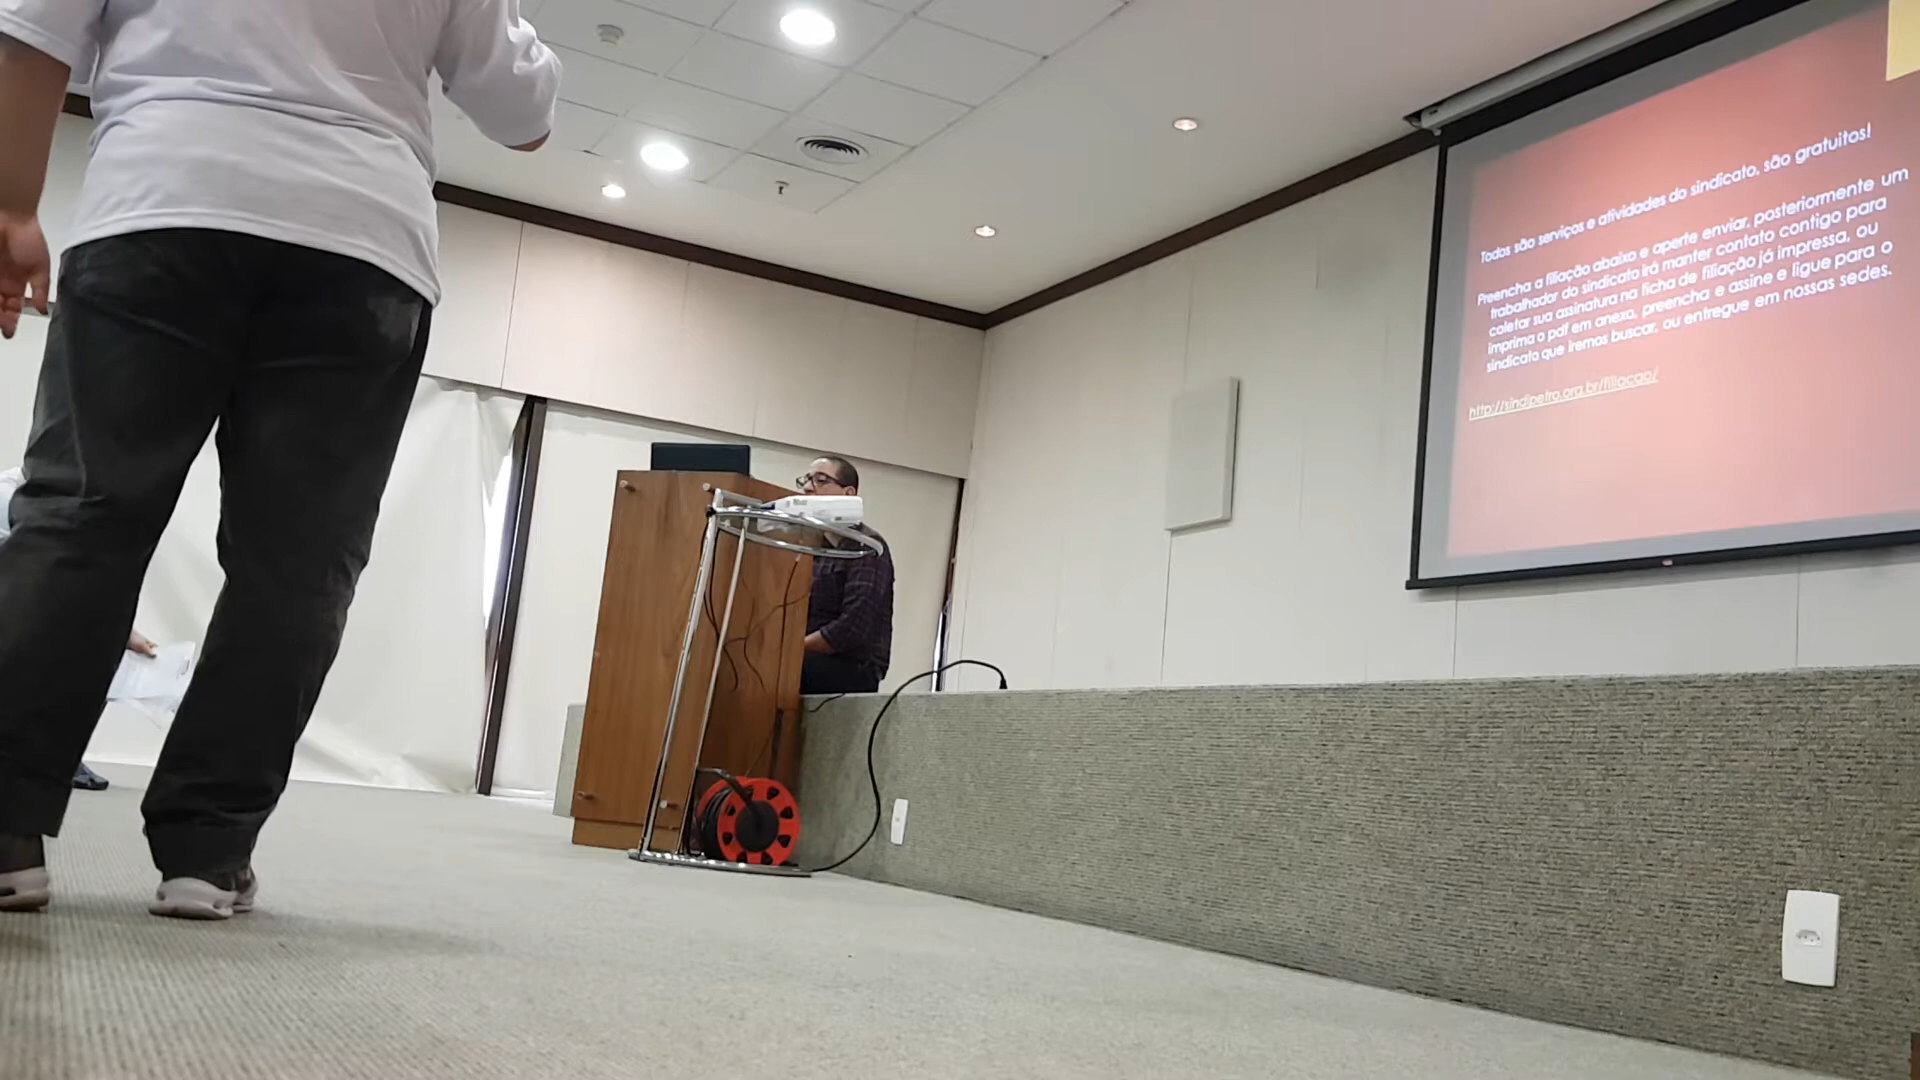 Todos são serviços e atividades do sindicato, são gratuitos!
Preencha a filiação abaixo e aperte enviar, posteriormente um
trabalhador do sindicato irá manter contato contigo para
coletar sua assinatura na ficha de filiação já impressa, ou
imprima o pdf em anexo, preencha e assine e ligue para o
sindicato que iremos buscar, ou entregue em nossas sedes.
http://sindipetro.org.br/filiacao/